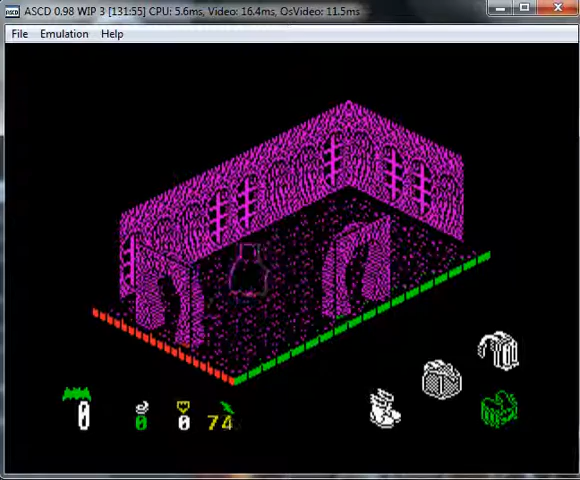 ASCD 0.98 WIP 3 [131:55] CPU: 5.6ms, Video: 16.4ms, OsVideo: 11.5ms
File Emulation Help
0 0 0 74